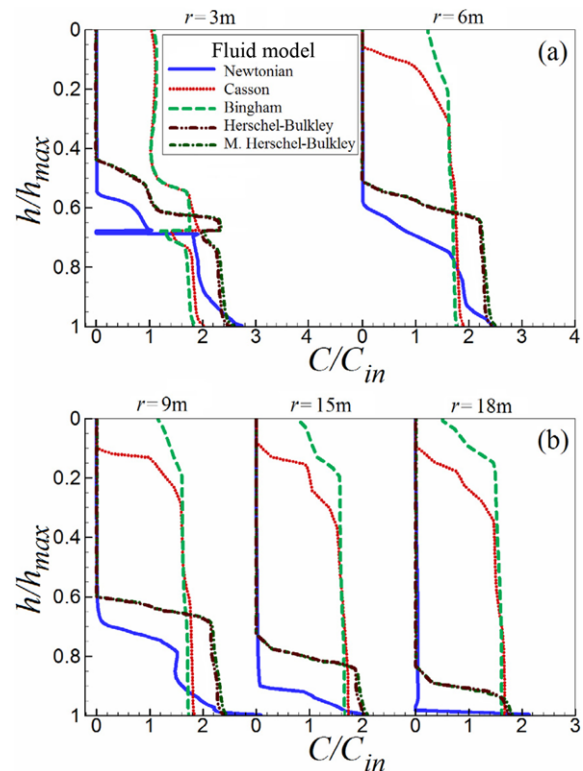 r=3m r=6m
0 (a)
Fluid model
Newtonian
0.2 Casson
Bingham
Herschel-Bulkley
0.4 M. Herschel-Bulkley
h/hmax
0.6
0.8
1
0 1 2 3 0 1 2 3 4
C/Cin
r=9m r=15m r=18m
0 (b)
0.2
0.4
h/hmax
0.6
0.8
1
0 1 2 0 1 2 0 1 2 3
C/Cin